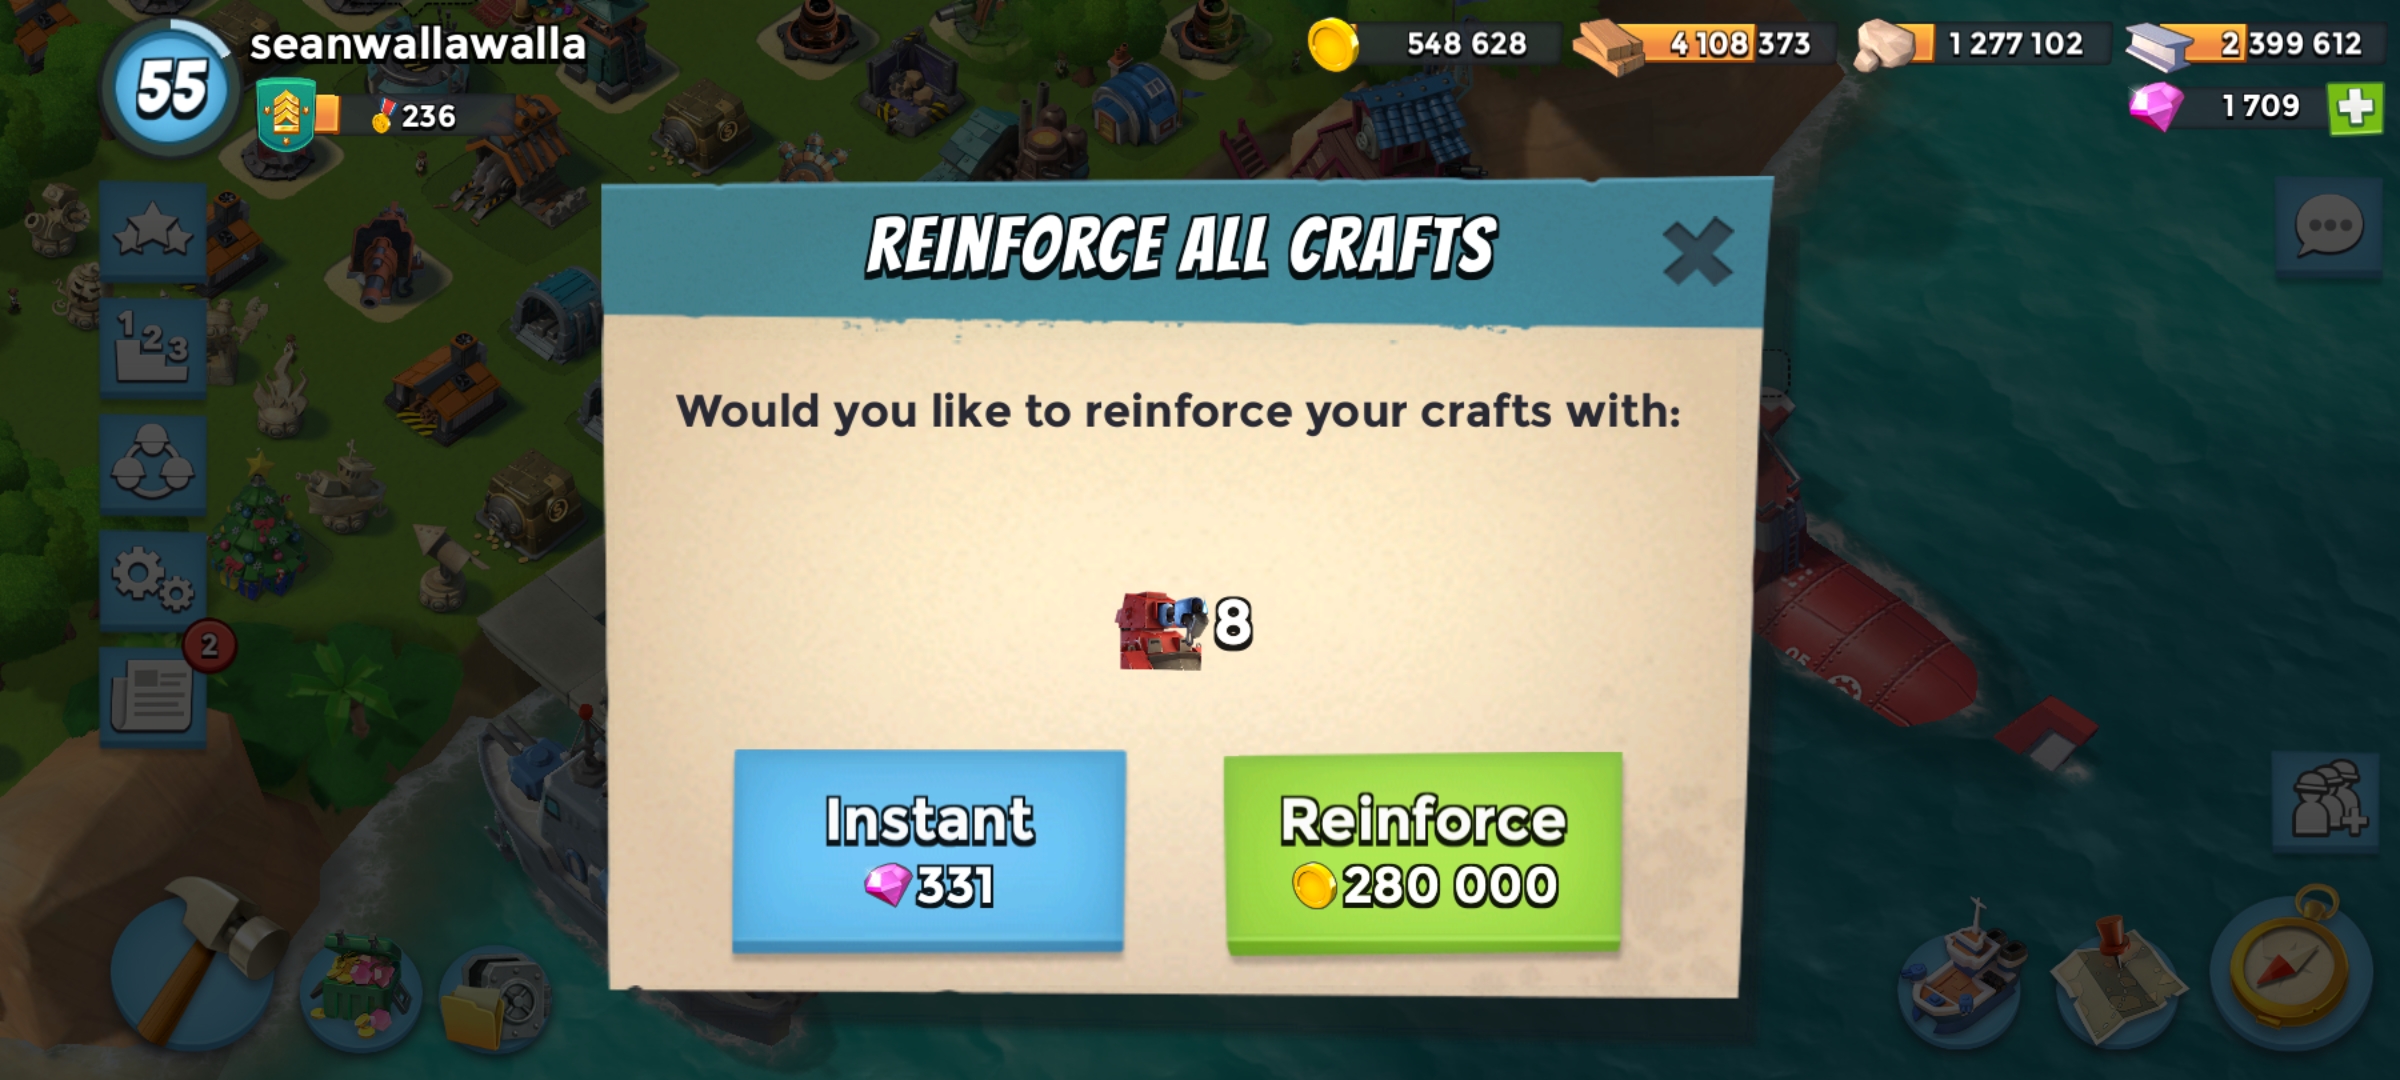 55
seanwallawalla
236
548 628
4 108 373
1 277 102
2 399 612
1 709
REINFORCE ALL CRAFTS
1 2 3
Would you like to reinforce your crafts with:
8
2
05
Instant
331
Reinforce
280 000